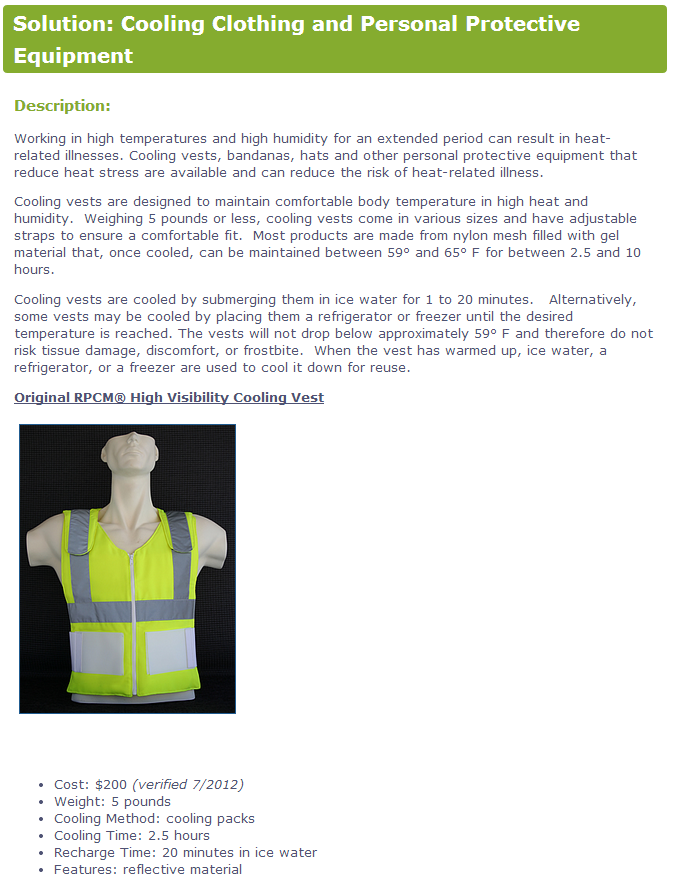 Solution: Cooling Clothing and Personal Protective
Equipment
Description:
Working in high temperatures and high humidity for an extended period can result in heat-
related illnesses. Cooling vests, bandanas, hats and other personal protective equipment that
reduce heat stress are available and can reduce the risk of heat-related illness.
Cooling vests are designed to maintain comfortable body temperature in high heat and
humidity.  Weighing 5 pounds or less, cooling vests come in various sizes and have adjustable
straps to ensure a comfortable fit.  Most products are made from nylon mesh filled with gel
material that, once cooled, can be maintained between 59° and 65° F for between 2.5 and 10
hours.
Cooling vests are cooled by submerging them in ice water for 1 to 20 minutes.   Alternatively,
some vests may be cooled by placing them a refrigerator or freezer until the desired
temperature is reached. The vests will not drop below approximately 59° F and therefore do not
risk tissue damage, discomfort, or frostbite.  When the vest has warmed up, ice water, a
refrigerator, or a freezer are used to cool it down for reuse.
Original RPCM® High Visibility Cooling Vest
• Cost: $200 (verified 7/2012)
• Weight: 5 pounds
• Cooling Method: cooling packs
• Cooling Time: 2.5 hours
• Recharge Time: 20 minutes in ice water
• Features: reflective material